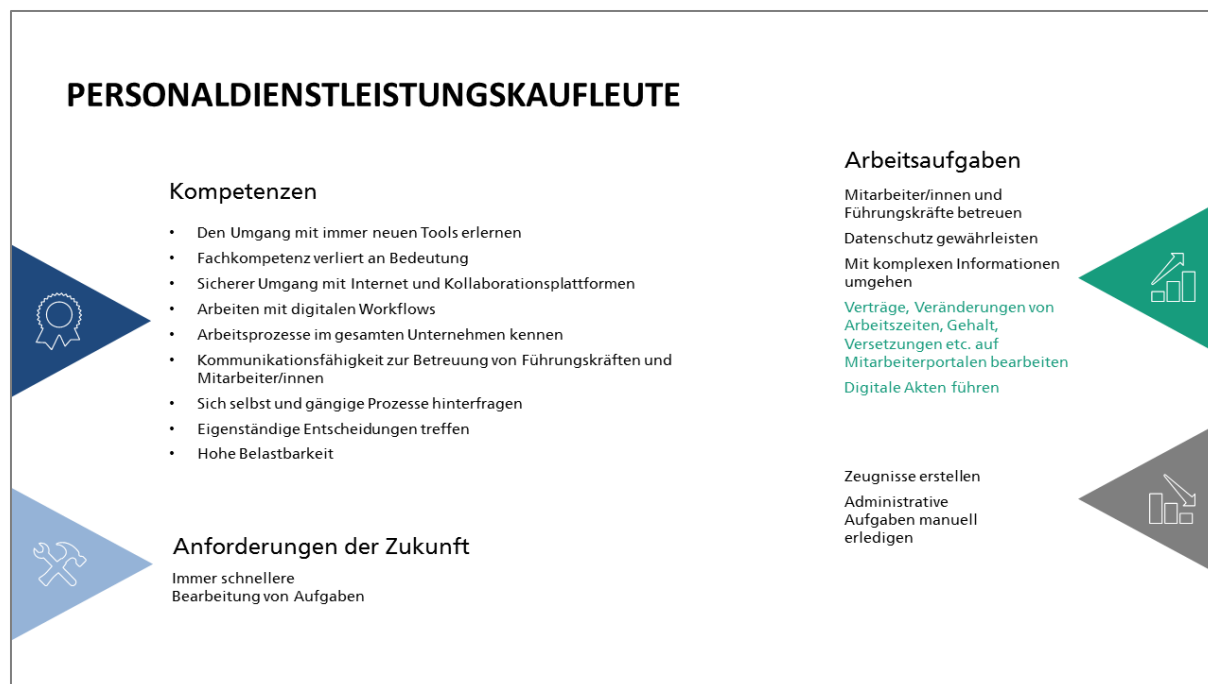 PERSONALDIENSTLEISTUNGSKAUFLEUTE
Kompetenzen
• Den Umgang mit immer neuen Tools erlernen
• Fachkompetenz verliert an Bedeutung
• Sicherer Umgang mit Internet und Kollaborationsplattformen
• Arbeiten mit digitalen Workflows
• Arbeitsprozesse im gesamten Unternehmen kennen
• Kommunikationsfähigkeit zur Betreuung von Führungskräften und
Mitarbeiter/innen
• Sich selbst und gängige Prozesse hinterfragen
• Eigenständige Entscheidungen treffen
• Hohe Belastbarkeit
Anforderungen der Zukunft
Immer schnellere
Bearbeitung von Aufgaben
Arbeitsaufgaben
Mitarbeiter/innen und
Führungskräfte betreuen
Datenschutz gewährleisten
Mit komplexen Informationen
umgehen
Verträge, Veränderungen von
Arbeitszeiten, Gehalt,
Versetzungen etc. auf
Mitarbeiterportalen bearbeiten
Digitale Akten führen
Zeugnisse erstellen
Administrative
Aufgaben manuell
erledigen